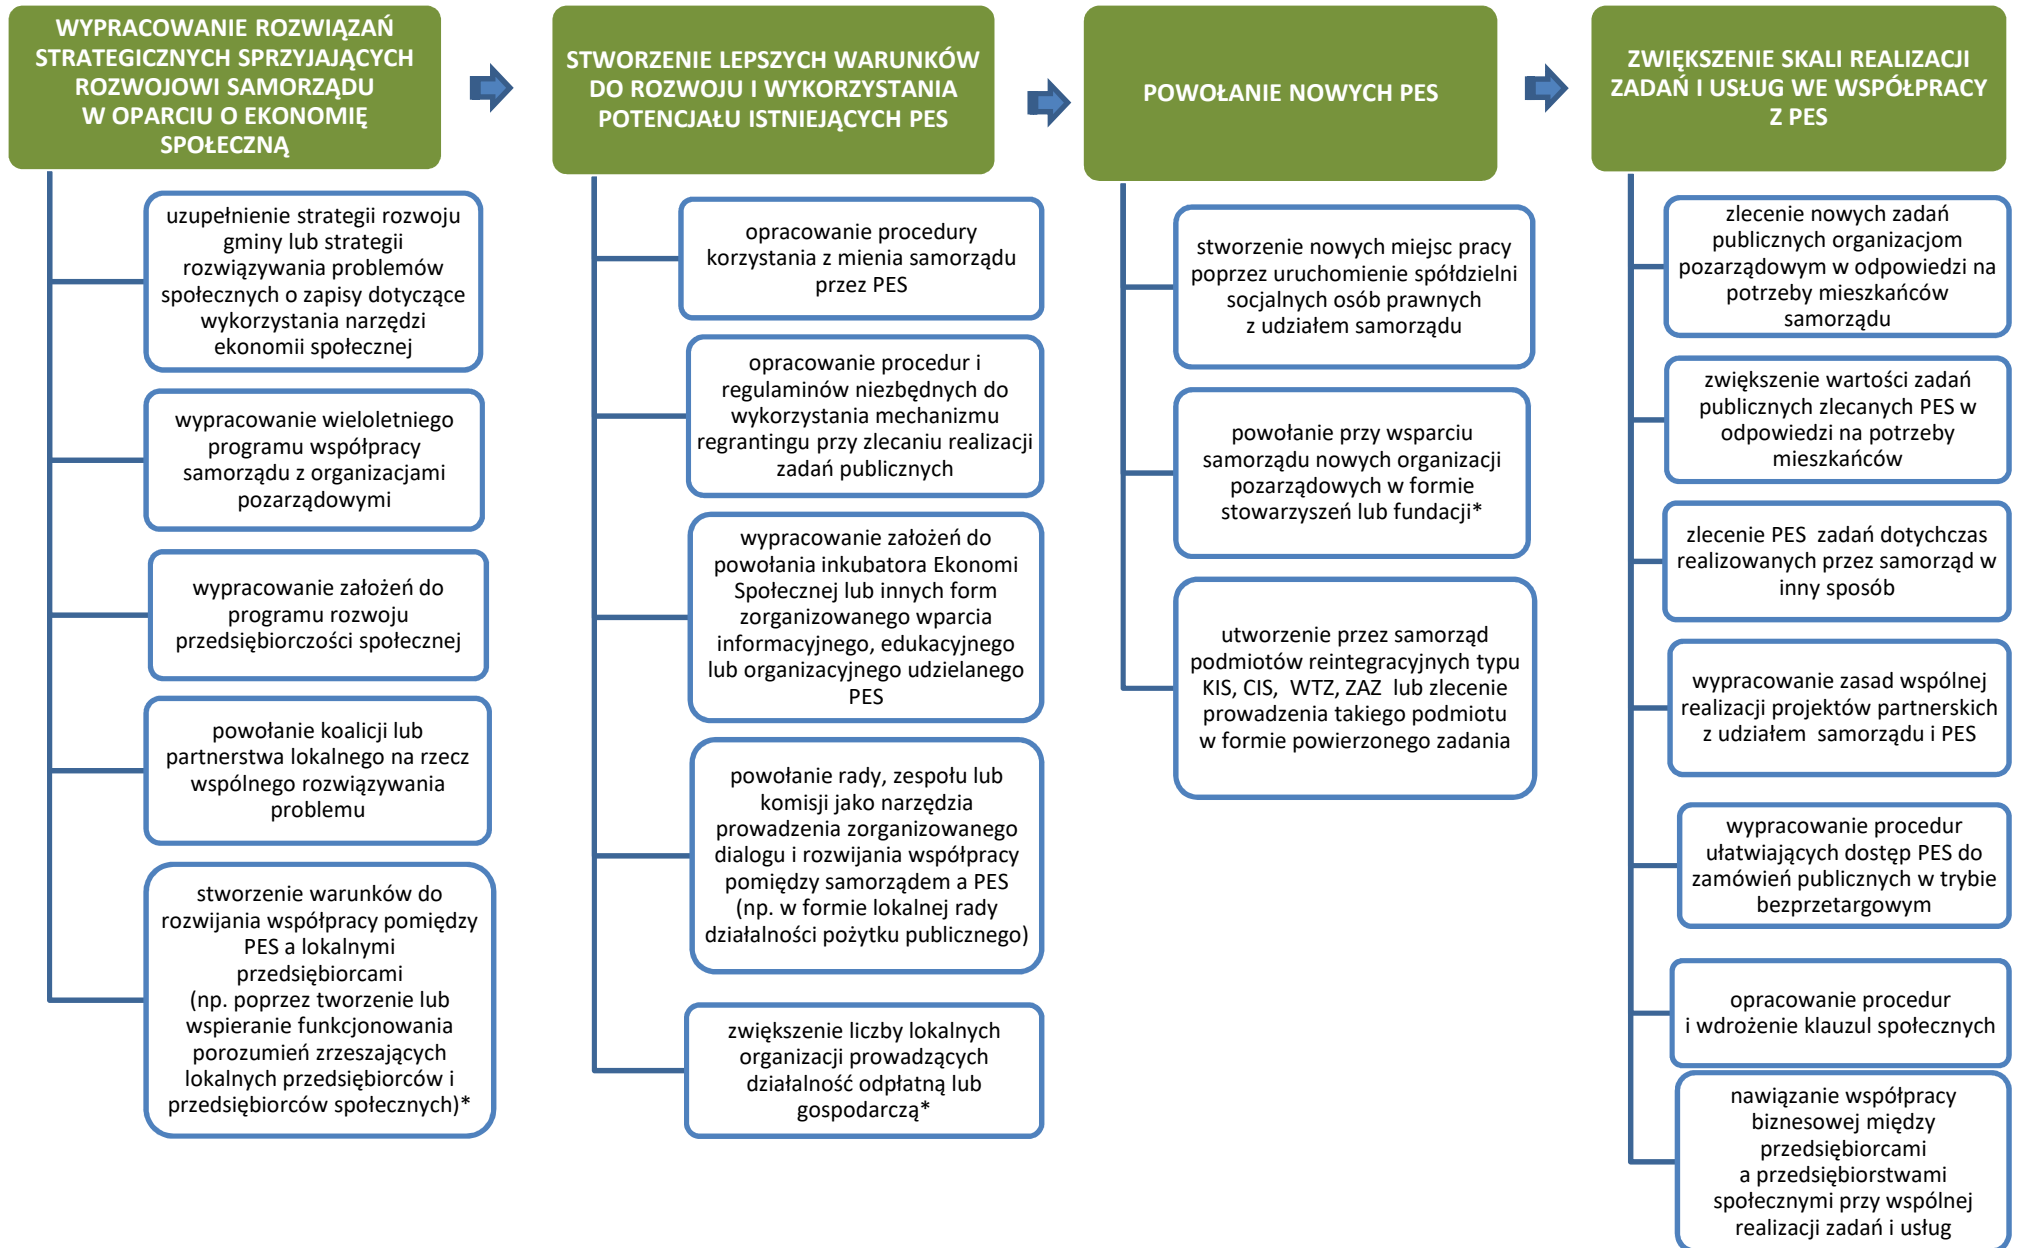 WYPRACOWANIE ROZWIĄZAŃ
STRATEGICZNYCH SPRZYJAJĄCYCH
ROZWOJOWI SAMORZĄDU
W OPARCIU O EKONOMIĘ
SPOŁECZNĄ
uzupełnienie strategii rozwoju
gminy lub strategii
rozwiązywania problemów
społecznych o zapisy dotyczące
wykorzystania narzędzi
ekonomii społecznej
wypracowanie wieloletniego
programu współpracy
samorządu z organizacjami
pozarządowymi
wypracowanie założeń do
programu rozwoju
przedsiębiorczości społecznej
powołanie koalicji lub
partnerstwa lokalnego na rzecz
wspólnego rozwiązywania
problemu
stworzenie warunków do
rozwijania współpracy pomiędzy
PES a lokalnymi
przedsiębiorcami
(np. poprzez tworzenie lub
wspieranie funkcjonowania
porozumień zrzeszających
lokalnych przedsiębiorców i
przedsiębiorców społecznych)*
STWORZENIE LEPSZYCH WARUNKÓW
DO ROZWOJU I WYKORZYSTANIA
POTENCJAŁU ISTNIEJĄCYCH PES
opracowanie procedury
korzystania z mienia samorządu
przez PES
opracowanie procedur i
regulaminów niezbędnych do
wykorzystania mechanizmu
regrantingu przy zlecaniu realizacji
zadań publicznych
wypracowanie założeń do
powołania inkubatora Ekonomi
Społecznej lub innych form
zorganizowanego wparcia
informacyjnego, edukacyjnego
lub organizacyjnego udzielanego
PES
powołanie rady, zespołu lub
komisji jako narzędzia
prowadzenia zorganizowanego
dialogu i rozwijania współpracy
pomiędzy samorządem a PES
(np. w formie lokalnej rady
działalności pożytku publicznego)
zwiększenie liczby lokalnych
organizacji prowadzących
działalność odpłatną lub
gospodarczą*
POWOŁANIE NOWYCH PES
stworzenie nowych miejsc pracy
poprzez uruchomienie spółdzielni
socjalnych osób prawnych
z udziałem samorządu
powołanie przy wsparciu
samorządu nowych organizacji
pozarządowych w formie
stowarzyszeń lub fundacji*
utworzenie przez samorząd
podmiotów reintegracyjnych typu
KIS, CIS, WTZ, ZAZ lub zlecenie
prowadzenia takiego podmiotu
w formie powierzonego zadania
ZWIĘKSZENIE SKALI REALIZACJI
ZADAŃ I USŁUG WE WSPÓŁPRACY
Z PES
zlecenie nowych zadań
publicznych organizacjom
pozarządowym w odpowiedzi na
potrzeby mieszkańców
samorządu
zwiększenie wartości zadań
publicznych zlecanych PES w
odpowiedzi na potrzeby
mieszkańców
zlecenie PES zadań dotychczas
realizowanych przez samorząd w
inny sposób
wypracowanie zasad wspólnej
realizacji projektów partnerskich
z udziałem samorządu i PES
wypracowanie procedur
ułatwiających dostęp PES do
zamówień publicznych w trybie
bezprzetargowym
opracowanie procedur
i wdrożenie klauzul społecznych
nawiązanie współpracy
biznesowej między
przedsiębiorcami
a przedsiębiorstwami
społecznymi przy wspólnej
realizacji zadań i usług